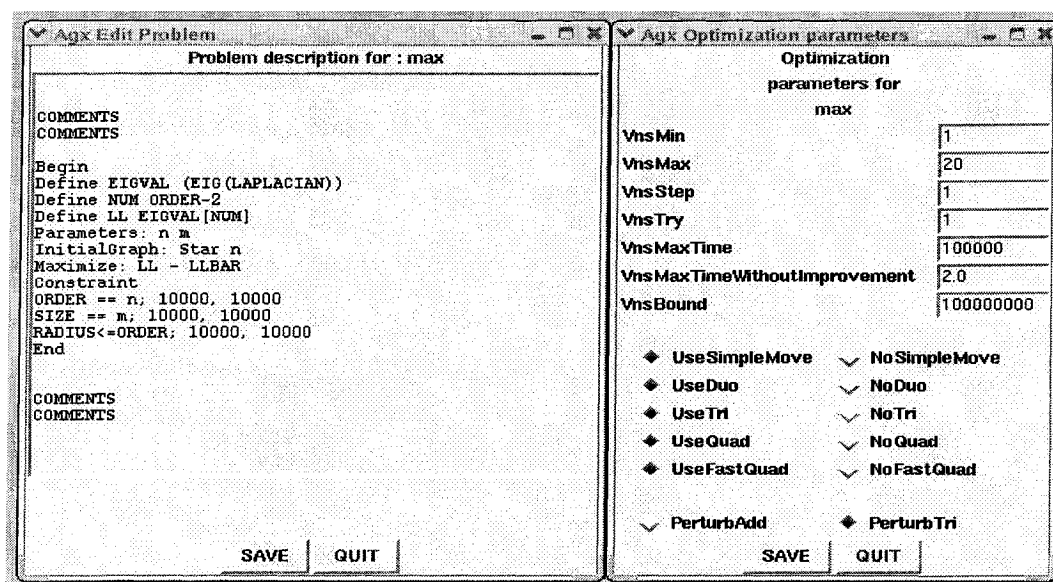 Agx Edit Problem
Problem description for : max
COMMENTS
COMMENTS
Begin
Define EIGVAL (EIG(LAPLACIAN))
Define NUM ORDER-2
Define LL EIGVAL[NUM]
Parameters: n m
InitialGraph: Star n
Maximize: LL - LLBAR
Constraint
ORDER == n; 10000, 10000
SIZE == m; 10000, 10000
RADIUS<=ORDER; 10000, 10000
End
COMMENTS
COMMENTS
SAVE QUIT
Agx Optimization parameters
Optimization
parameters for
max
VnsMin 1
VnsMax 20
VnsStep 1
VnsTry 1
VnsMaxTime 100000
VnsMaxTimeWithoutImprovement 2.0
VnsBound 100000000
UseSimpleMove NoSimpleMove
UseDuo NoDuo
UseTri NoTri
UseQuad NoQuad
UseFastQuad NoFastQuad
PerturbAdd PerturbTri
SAVE QUIT